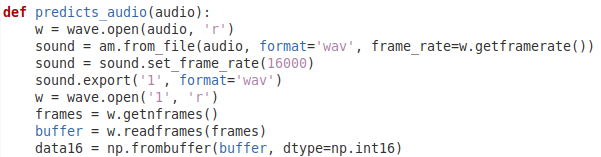 def predicts_audio(audio):
    w = wave.open(audio, 'r')
    sound = am.from_file(audio, format='wav', frame_rate=w.getframerate())
    sound = sound.set_frame_rate(16000)
    sound.export('1', format='wav')
    w = wave.open('1', 'r')
    frames = w.getnframes()
    buffer = w.readframes(frames)
    data16 = np.frombuffer(buffer, dtype=np.int16)